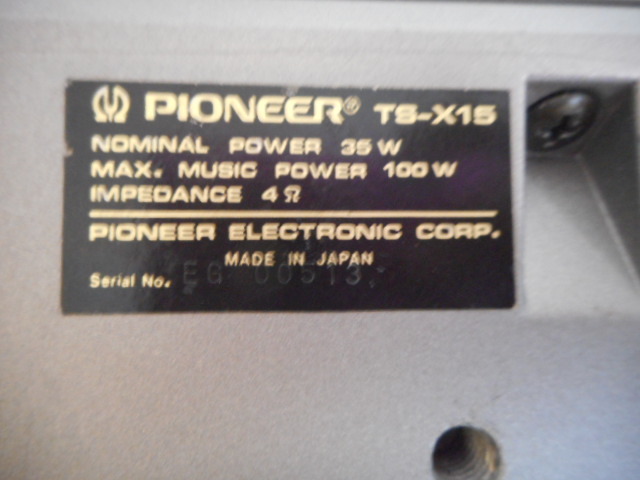 PIONEER® TS-X15
NOMINAL POWER 35 W
MAX. MUSIC POWER 100 W
IMPEDANCE 4 Ω
PIONEER ELECTRONIC CORP.
MADE IN JAPAN
Serial No. 00513